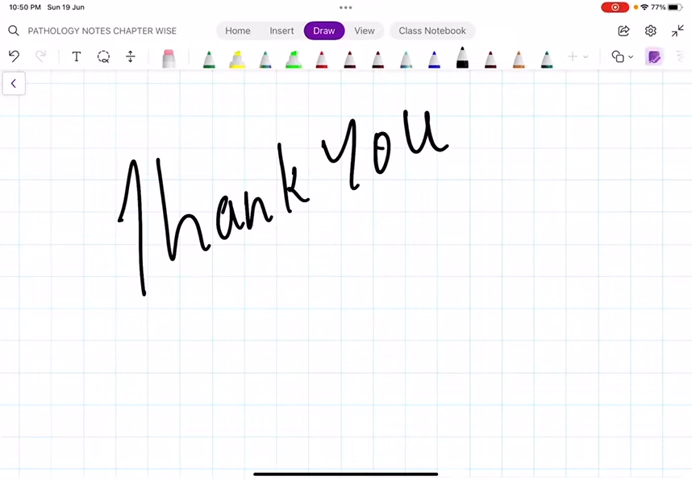 10:50 PM Sun 19 Jun
77%
PATHOLOGY NOTES CHAPTER WISE
Home Insert Draw View Class Notebook
T
Thank You